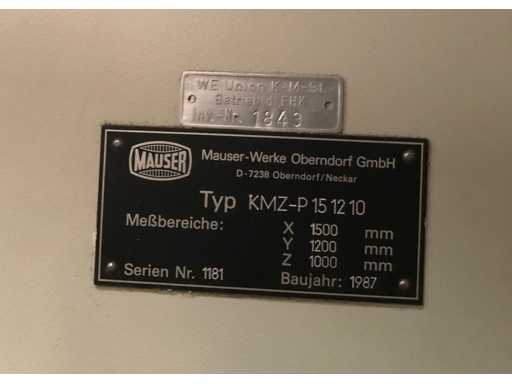 WE Union K-M-St.
Betrieb d. FHK
Inv.-Nr. 1843
MAUSER
Mauser-Werke Oberndorf GmbH
D-7238 Oberndorf/Neckar
Typ KMZ-P 15 12 10
Meßbereiche: X 1500 mm
Y 1200 mm
Z 1000 mm
Serien Nr. 1181 Baujahr: 1987